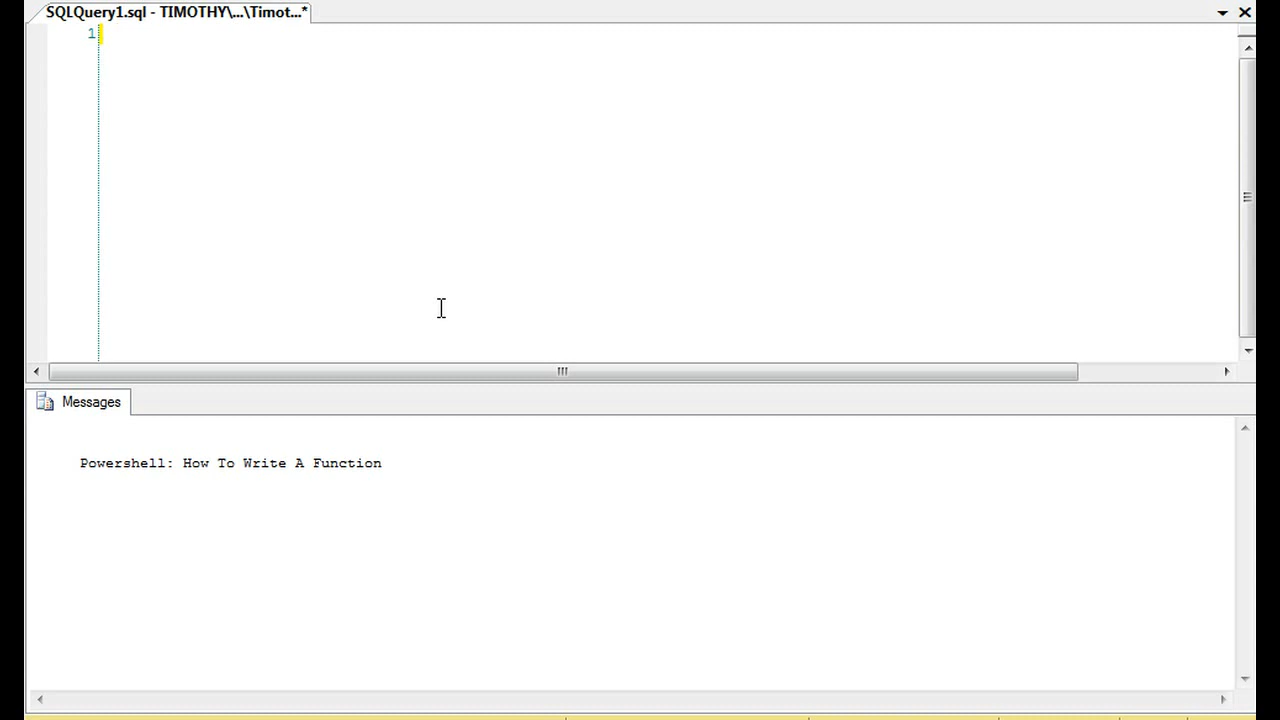 SQLQuery1.sql - TIMOTHY\...\Timot...*
1
Messages
Powershell: How To Write A Function